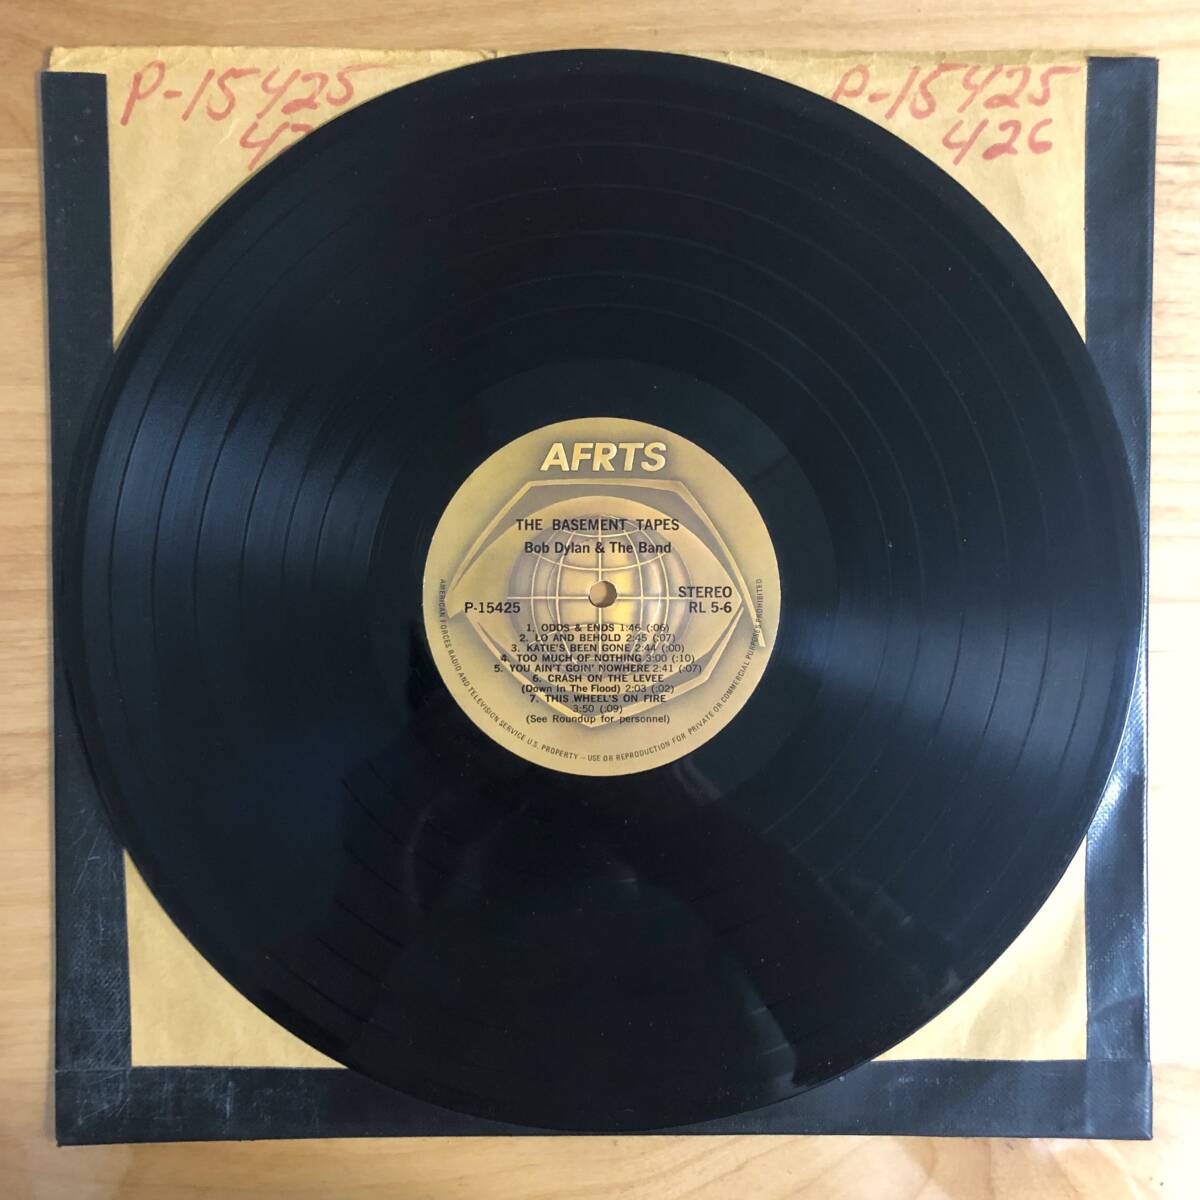 P-15425
42
P-15425
426
AFRTS
THE BASEMENT TAPES
Bob Dylan & The Band
P-15425
STEREO
RL 5-6
1. ODDS & ENDS 1:46 (:06)
2. LO AND BEHOLD 2:45 (:07)
3. KATIE'S BEEN GONE 2:44 (:00)
4. TOO MUCH OF NOTHING 3:00 (:10)
5. YOU AIN'T GOIN' NOWHERE 2:41 (:07)
6. CRASH ON THE LEVEE
(Down In The Flood) 2:03 (:02)
7. THIS WHEEL'S ON FIRE
3:50 (:09)
(See Roundup for personnel)
AMERICAN FORCES RADIO AND TELEVISION SERVICE U.S. PROPERTY — USE OR REPRODUCTION FOR PRIVATE OR COMMERCIAL PURPOSES PROHIBITED